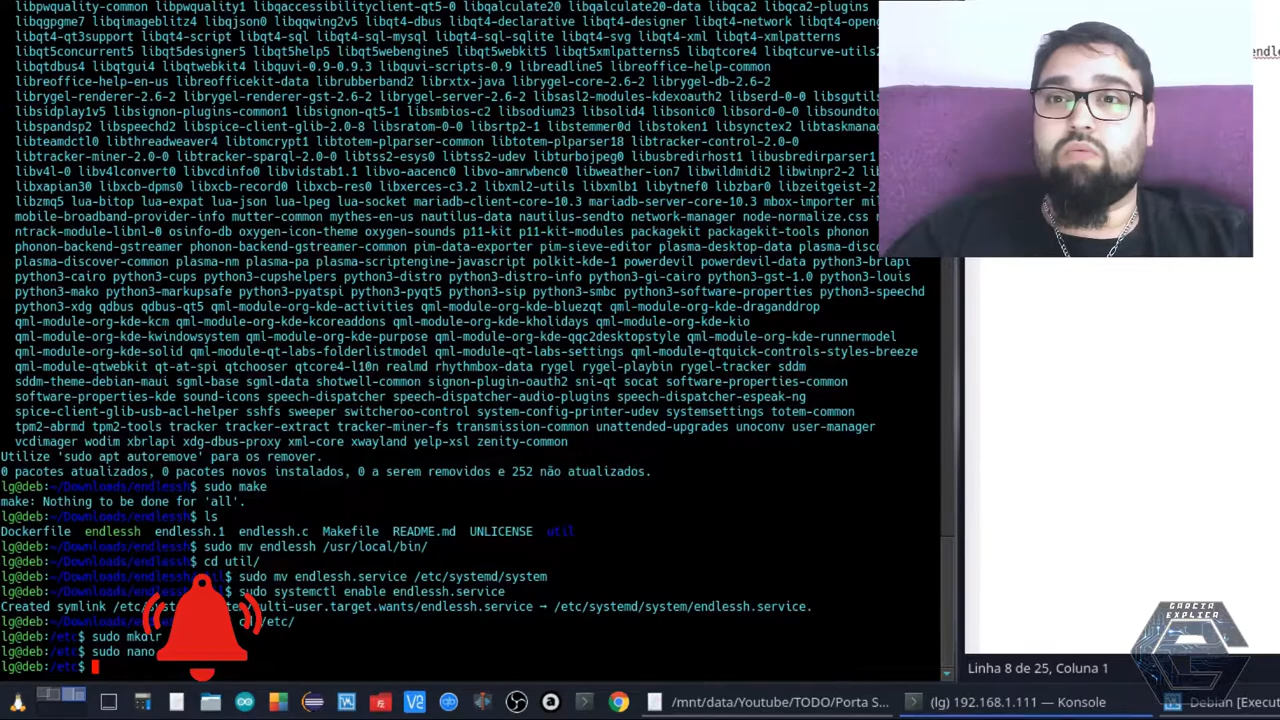 libpwquality-common libpwquality1 libqaccessibilityclient-qt5-0 libqalculate20 libqalculate20-data libqca2 libqca2-plugins
libqgpgme7 libqimageblitz4 libqjson0 libqqwing2v5 libqt4-dbus libqt4-declarative libqt4-designer libqt4-network libqt4-opengl
libqt4-qt3support libqt4-script libqt4-sql libqt4-sql-mysql libqt4-sql-sqlite libqt4-svg libqt4-xml libqt4-xmlpatterns
libqt5concurrent5 libqt5designer5 libqt5help5 libqt5webengine5 libqt5webkit5 libqt5xmlpatterns5 libqtcore4 libqtcurve-utils2
libqtdbus4 libqtgui4 libqtwebkit4 libquvi-0.9-0.9.3 libquvi-scripts-0.9 libreadline5 libreoffice-help-common
libreoffice-help-en-us libreofficekit-data librubberband2 librxtx-java librygel-core-2.6-2 librygel-db-2.6-2
librygel-renderer-2.6-2 librygel-renderer-gst-2.6-2 librygel-server-2.6-2 libsasl2-modules-kdexoauth2 libserd-0-0 libsgutils
libsidplay1v5 libsignon-plugins-common1 libsignon-qt5-1 libsmbios-c2 libsodium23 libsolid4 libsonic0 libsord-0-0 libsoundtou
libspandsp2 libspeechd2 libspice-client-glib-2.0-8 libsratom-0-0 libsrtp2-1 libstemmer0d libstoken1 libsynctex2 libtaskmana
libteamdctl0 libthreadweaver4 libtomcrypt1 libtotem-plparser-common libtotem-plparser18 libtracker-control-2.0-0
libtracker-miner-2.0-0 libtracker-sparql-2.0-0 libtss2-esys0 libtss2-udev libturbojpeg0 libusbredirhost1 libusbredirparser1
libv4l-0 libv4lconvert0 libvcdinfo0 libvidstab1.1 libvo-aacenc0 libvo-amrwbenc0 libweather-ion7 libwildmidi2 libwinpr2-2
libxapian30 libxcb-dpms0 libxcb-record0 libxcb-res0 libxerces-c3.2 libxml2-utils libxmlb1 libytnef0 libzbar0 libzeitgeist-2
libzmq5 lua-bitop lua-expat lua-json lua-lpeg lua-socket mariadb-client-core-10.3 mariadb-server-core-10.3 mbox-importer mil
mobile-broadband-provider-info mutter-common mythes-en-us nautilus-data nautilus-sendto network-manager node-normalize.css n
ntrack-module-libnl-0 osinfo-db oxygen-icon-theme oxygen-sounds p11-kit p11-kit-modules packagekit packagekit-tools phonon
phonon-backend-gstreamer phonon-backend-gstreamer-common pim-data-exporter pim-sieve-editor plasma-desktop-data plasma-disco
plasma-discover-common plasma-nm plasma-pa plasma-scriptengine-javascript polkit-kde-1 powerdevil powerdevil-data python3-brlapi
python3-cairo python3-cups python3-cupshelpers python3-distro python3-distro-info python3-gi-cairo python3-gst-1.0 python3-louis
python3-mako python3-markupsafe python3-pyatspi python3-pyqt5 python3-sip python3-smbc python3-software-properties python3-speechd
python3-xdg qdbus qdbus-qt5 qml-module-org-kde-activities qml-module-org-kde-bluezqt qml-module-org-kde-draganddrop
qml-module-org-kde-kcm qml-module-org-kde-kcoreaddons qml-module-org-kde-kholidays qml-module-org-kde-kio
qml-module-org-kde-kwindowsystem qml-module-org-kde-purpose qml-module-org-kde-qqc2desktopstyle qml-module-org-kde-runnermodel
qml-module-org-kde-solid qml-module-qt-labs-folderlistmodel qml-module-qt-labs-settings qml-module-qtquick-controls-styles-breeze
qml-module-qtwebkit qt-at-spi qtchooser qtcore4-l10n realmd rhythmbox-data rygel rygel-playbin rygel-tracker sddm
sddm-theme-debian-maui sgml-base sgml-data shotwell-common signon-plugin-oauth2 sni-qt socat software-properties-common
software-properties-kde sound-icons speech-dispatcher speech-dispatcher-audio-plugins speech-dispatcher-espeak-ng
spice-client-glib-usb-acl-helper sshfs sweeper switcheroo-control system-config-printer-udev systemsettings totem-common
tpm2-abrmd tpm2-tools tracker tracker-extract tracker-miner-fs transmission-common unattended-upgrades unoconv user-manager
vcdimager wodim xbrlapi xdg-dbus-proxy xml-core xwayland yelp-xsl zenity-common
Utilize 'sudo apt autoremove' para os remover.
0 pacotes atualizados, 0 pacotes novos instalados, 0 a serem removidos e 252 não atualizados.
lg@deb:~/Downloads/endlessh$ sudo make
make: Nothing to be done for 'all'.
lg@deb:~/Downloads/endlessh$ ls
Dockerfile endlessh endlessh.1 endlessh.c Makefile README.md UNLICENSE util
lg@deb:~/Downloads/endlessh$ sudo mv endlessh /usr/local/bin/
lg@deb:~/Downloads/endlessh$ cd util/
lg@deb:~/Downloads/endlessh $ sudo mv endlessh.service /etc/systemd/system
lg@deb:~/Downloads/ $ sudo systemctl enable endlessh.service
Created symlink /etc/sys ulti-user.target.wants/endlessh.service → /etc/systemd/system/endlessh.service.
lg@deb:~/Downloads/ /etc/
lg@deb:/etc$ sudo mkdir
lg@deb:/etc$ sudo nano
lg@deb:/etc$
endle
GARCIA
EXPLICA
Linha 8 de 25, Coluna 1
/mnt/data/Youtube/TODO/Porta S...
(lg) 192.168.1.111 — Konsole
Debian [Execut